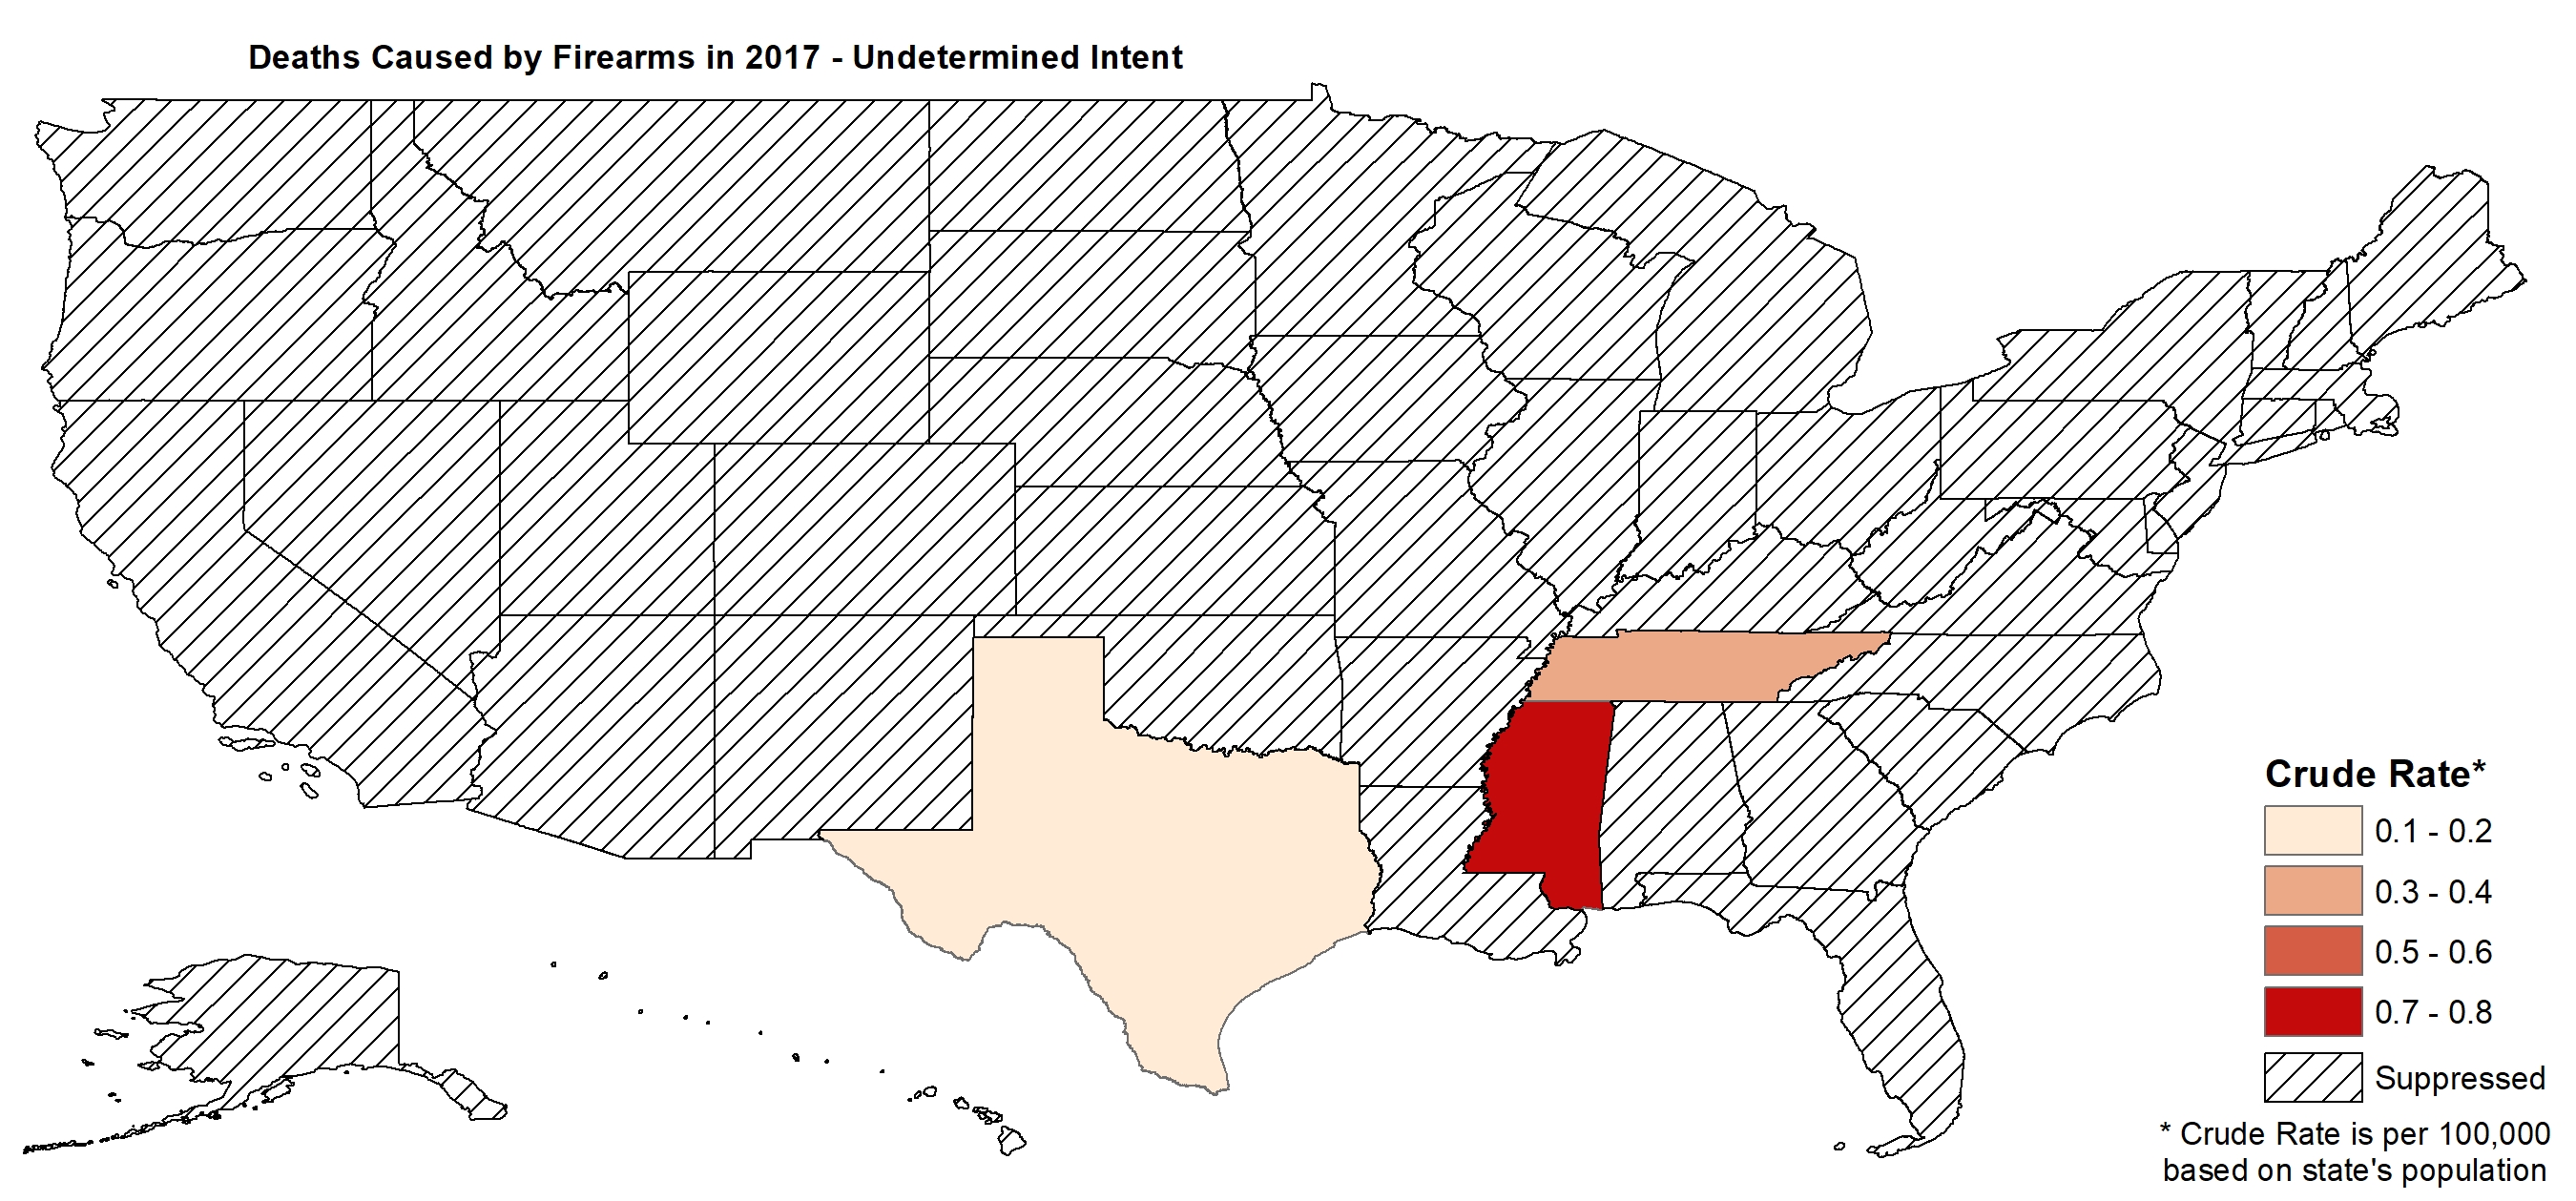 Deaths Caused by Firearms in 2017 - Undetermined Intent
Crude Rate*
0.1 - 0.2
0.3 - 0.4
0.5 - 0.6
0.7 - 0.8
Suppressed
* Crude Rate is per 100,000
based on state's population